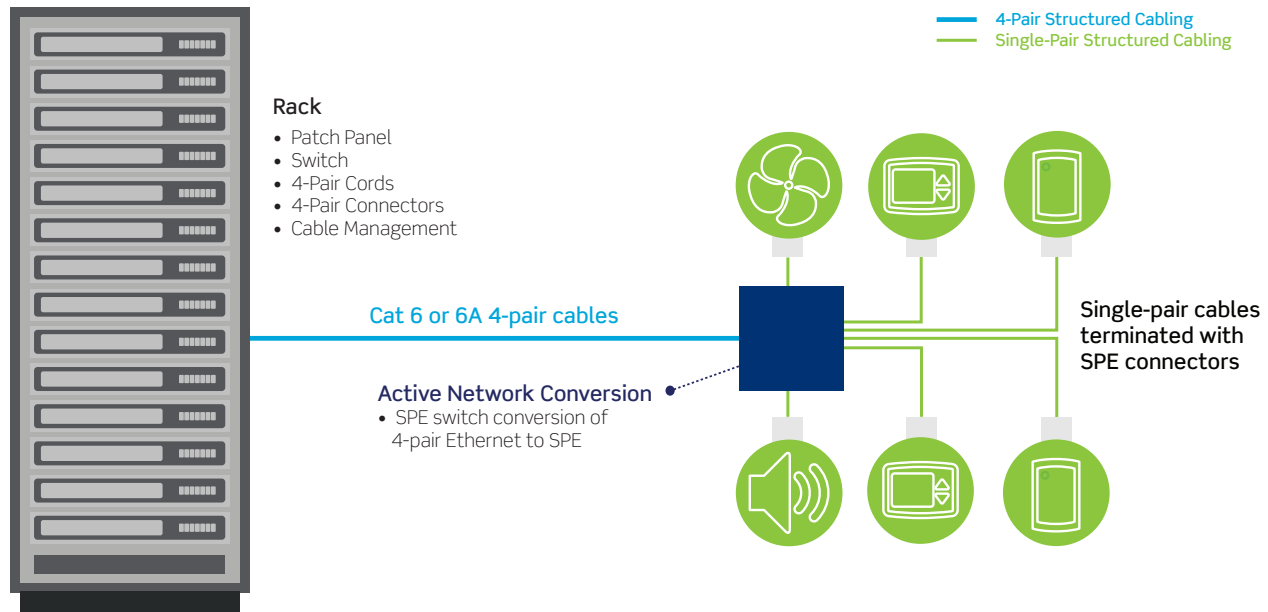 4-Pair Structured Cabling
Single-Pair Structured Cabling
Rack
• Patch Panel
• Switch
• 4-Pair Cords
• 4-Pair Connectors
• Cable Management
Cat 6 or 6A 4-pair cables
Active Network Conversion
• SPE switch conversion of
4-pair Ethernet to SPE
Single-pair cables
terminated with
SPE connectors